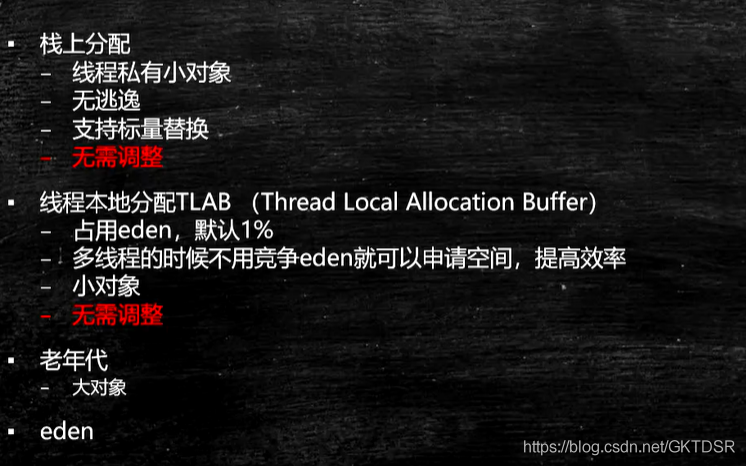 ▪ 栈上分配
– 线程私有小对象
– 无逃逸
– 支持标量替换
– 无需调整
▪ 线程本地分配TLAB （Thread Local Allocation Buffer）
– 占用eden，默认1%
– 多线程的时候不用竞争eden就可以申请空间，提高效率
– 小对象
– 无需调整
▪ 老年代
– 大对象
▪ eden
https://blog.csdn.net/GKTDSR